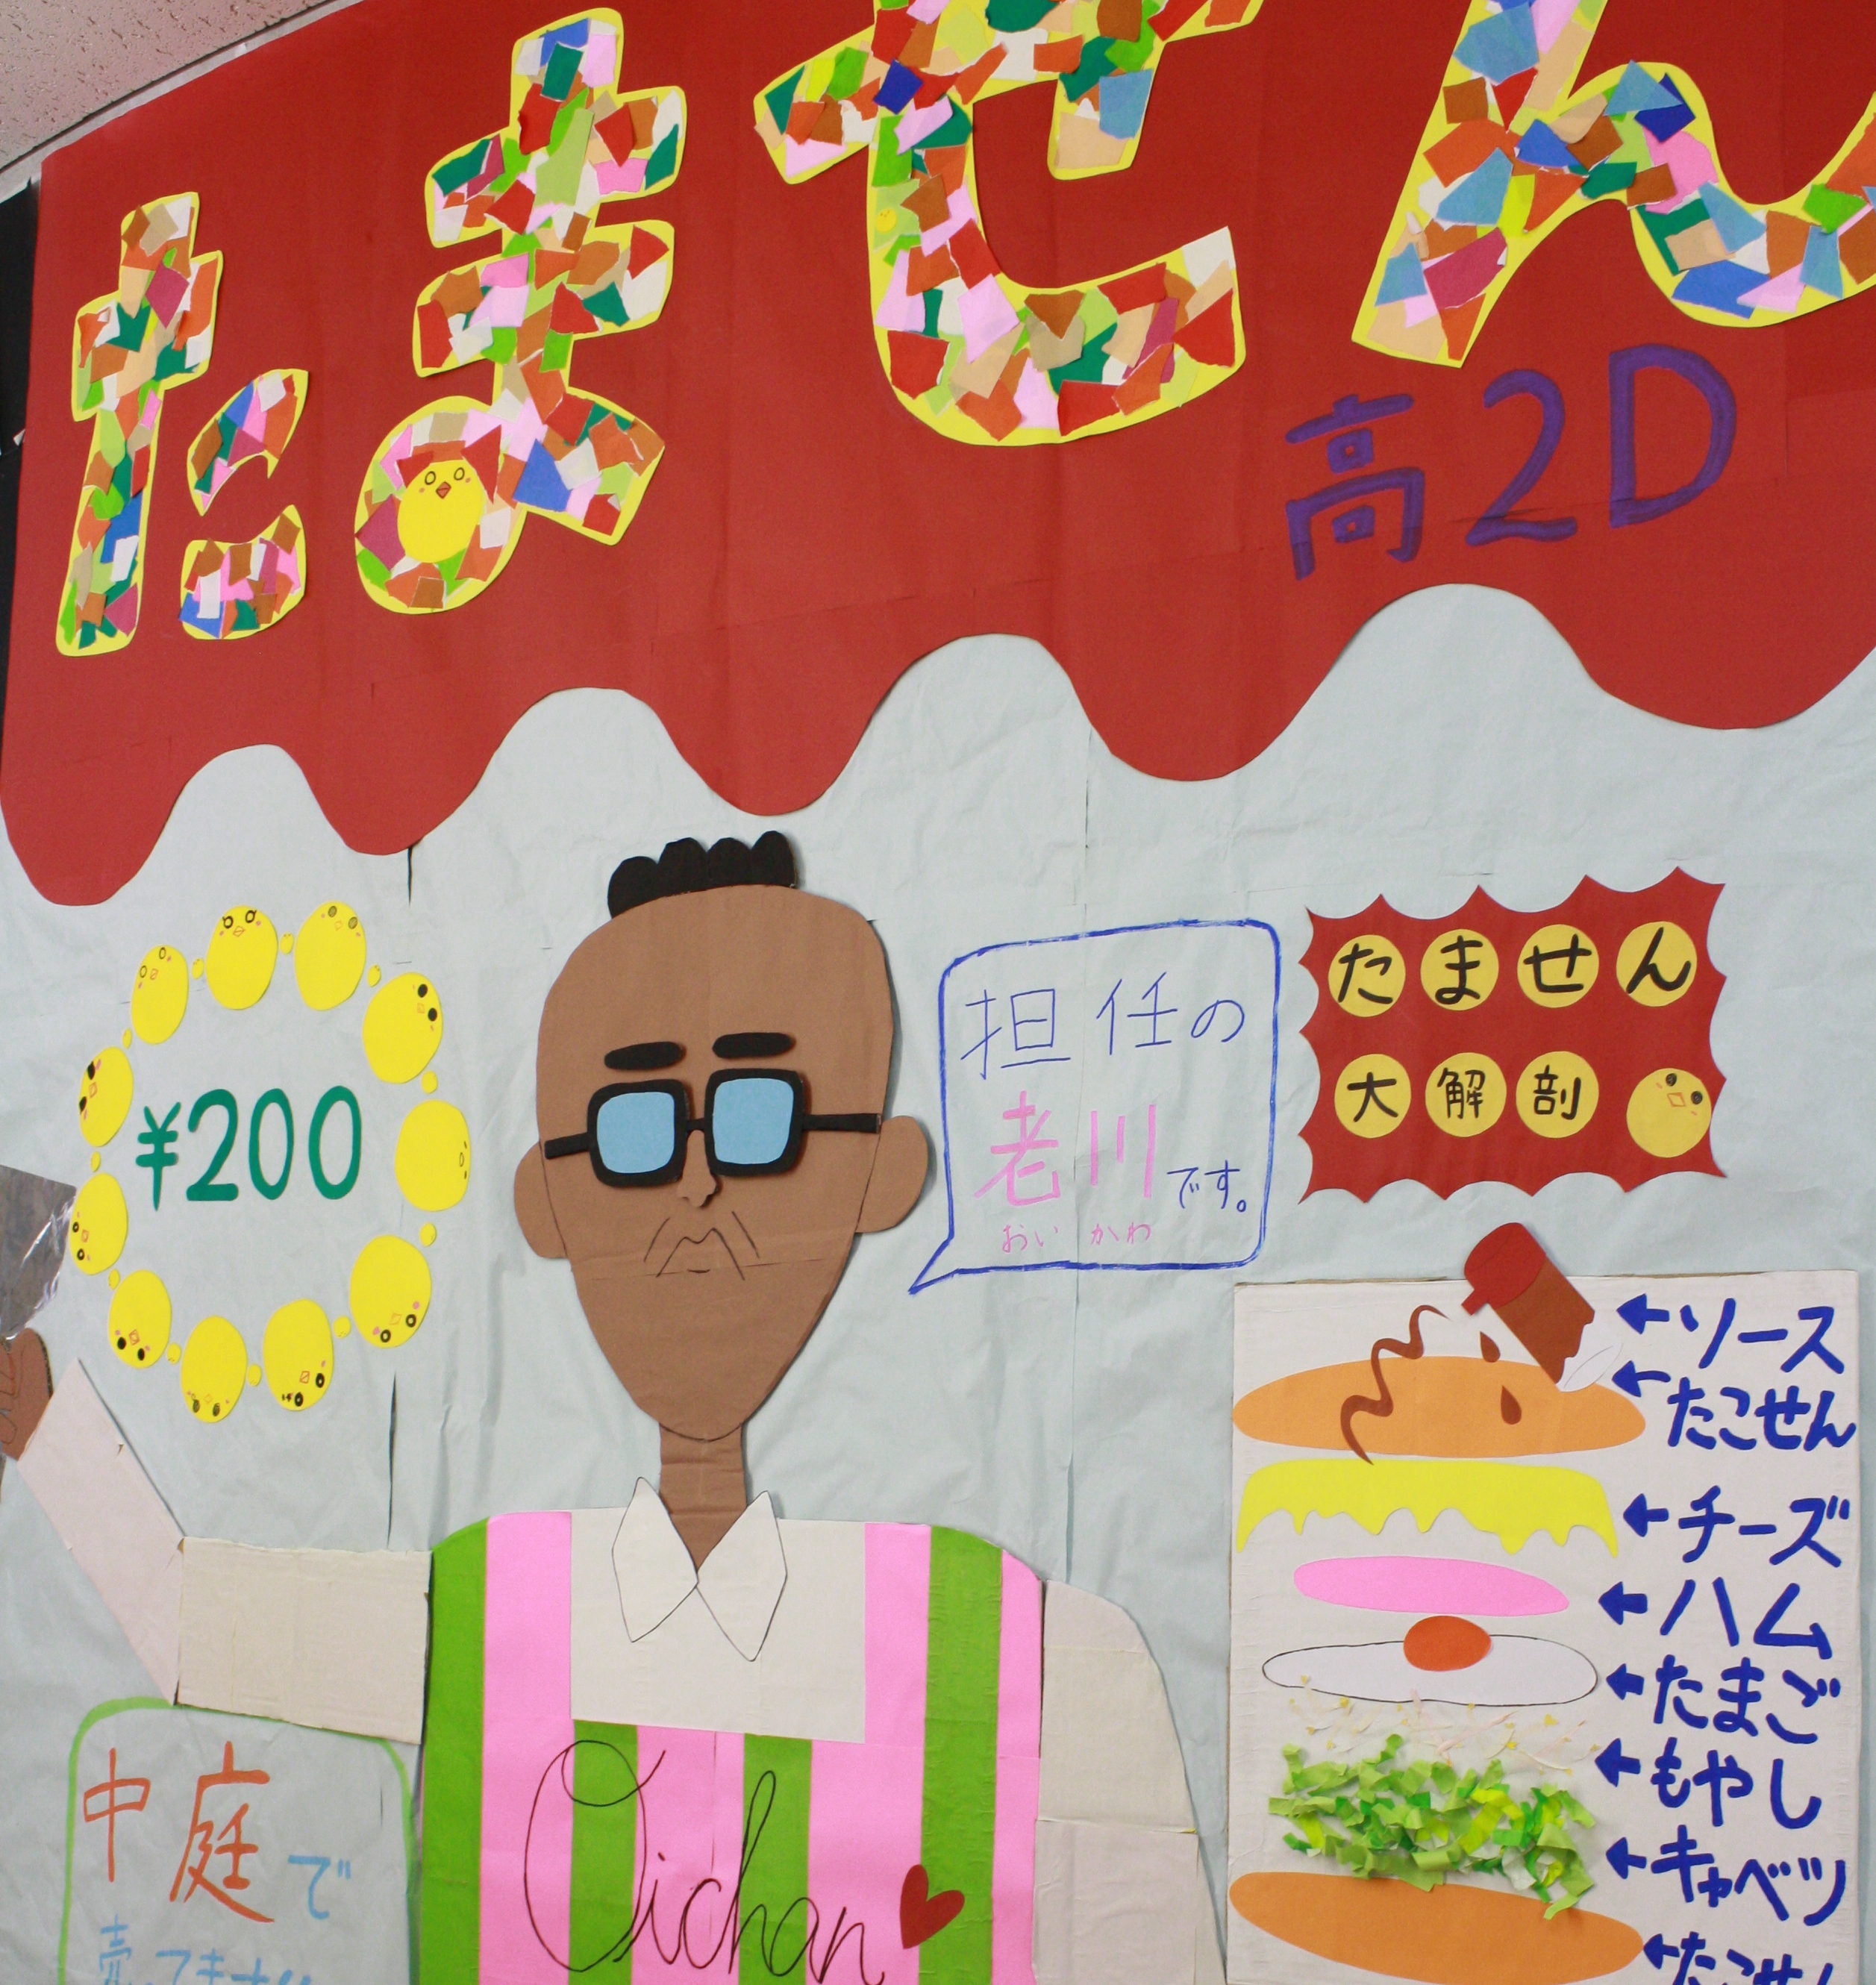 たません
高2D
¥200
担任の
老川です。
おいかわ
たません
大解剖
←ソース
←たこせん
←チーズ
←ハム
←たまご
←もやし
←キャベツ
←たこせん
Oichan
中庭で
売ってます